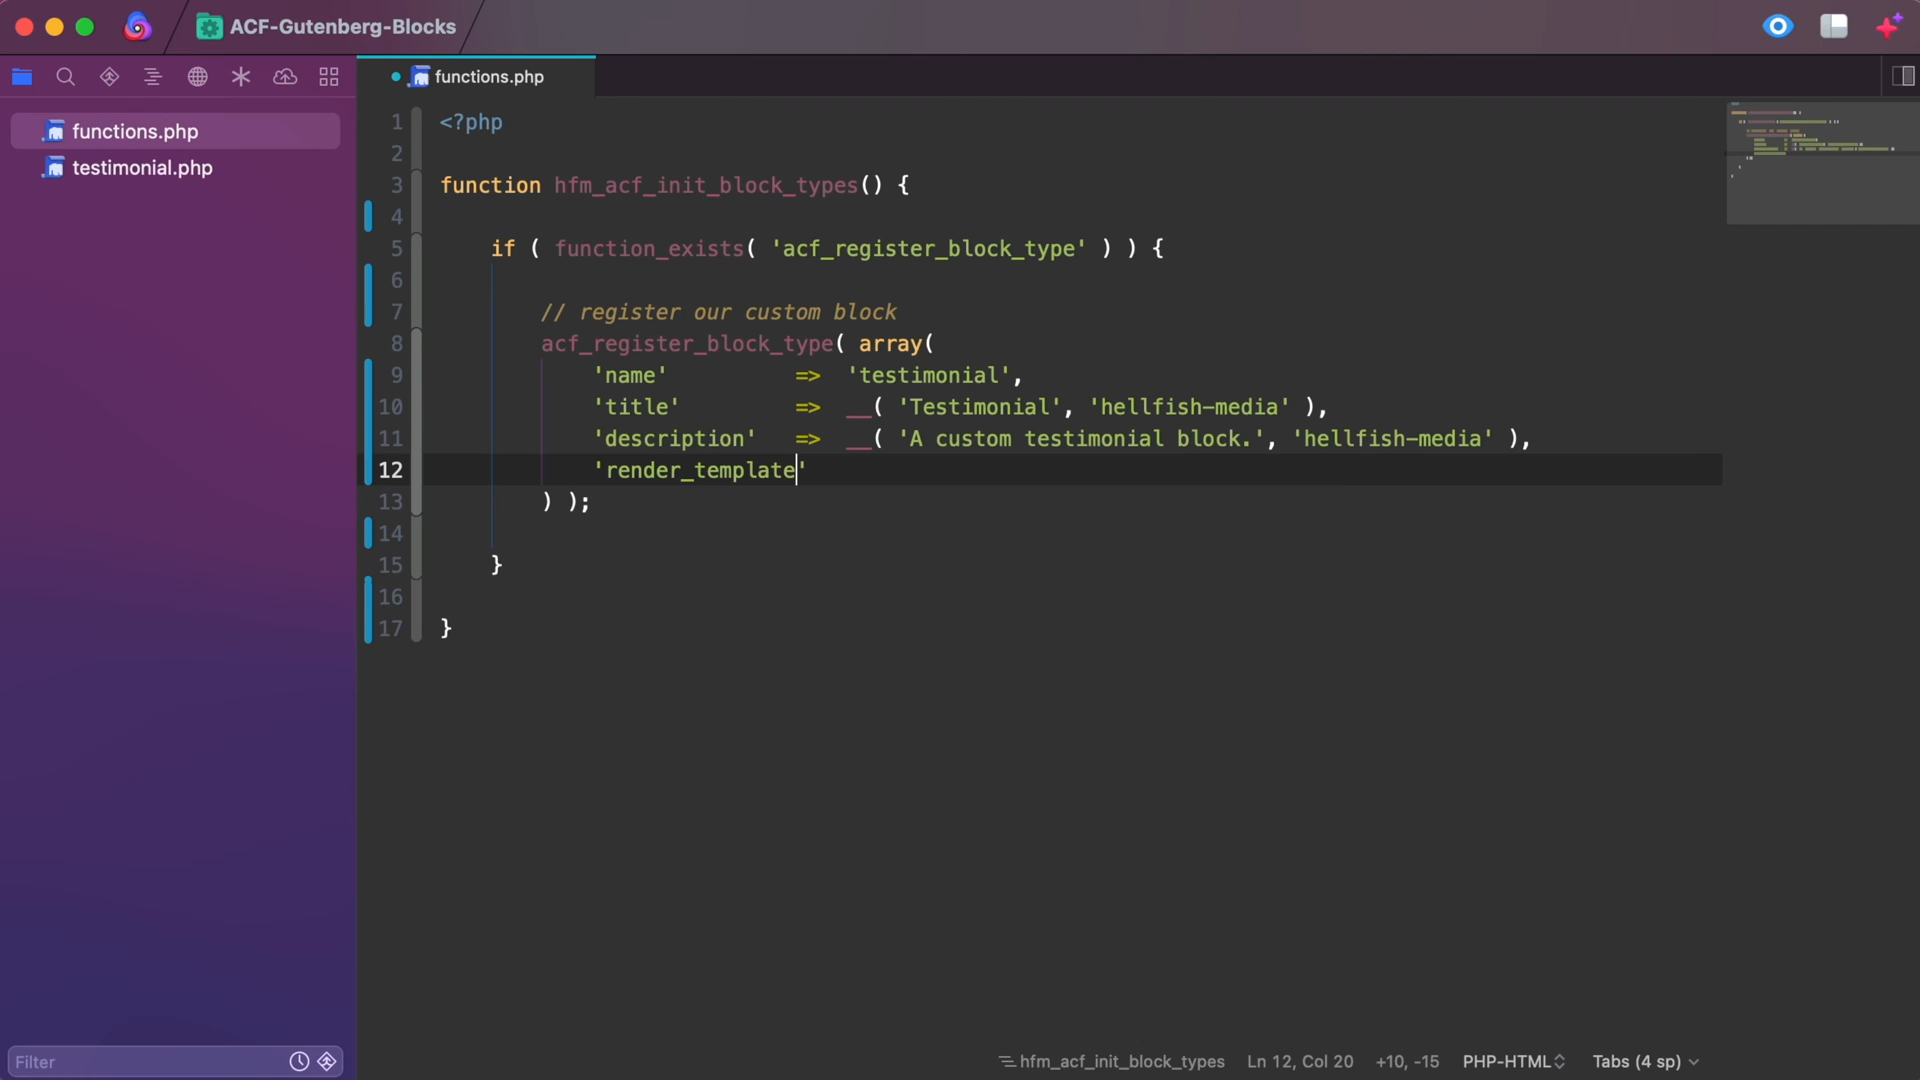 ACF-Gutenberg-Blocks
functions.php
testimonial.php
Filter
functions.php
1 <?php
2
3 function hfm_acf_init_block_types() {
4
5     if ( function_exists( 'acf_register_block_type' ) ) {
6
7         // register our custom block
8         acf_register_block_type( array(
9             'name'          =>  'testimonial',
10             'title'         =>  __( 'Testimonial', 'hellfish-media' ),
11             'description'   =>  __( 'A custom testimonial block.', 'hellfish-media' ),
12             'render_template'
13         ) );
14
15     }
16
17 }
hfm_acf_init_block_types Ln 12, Col 20 +10, -15 PHP-HTML Tabs (4 sp)